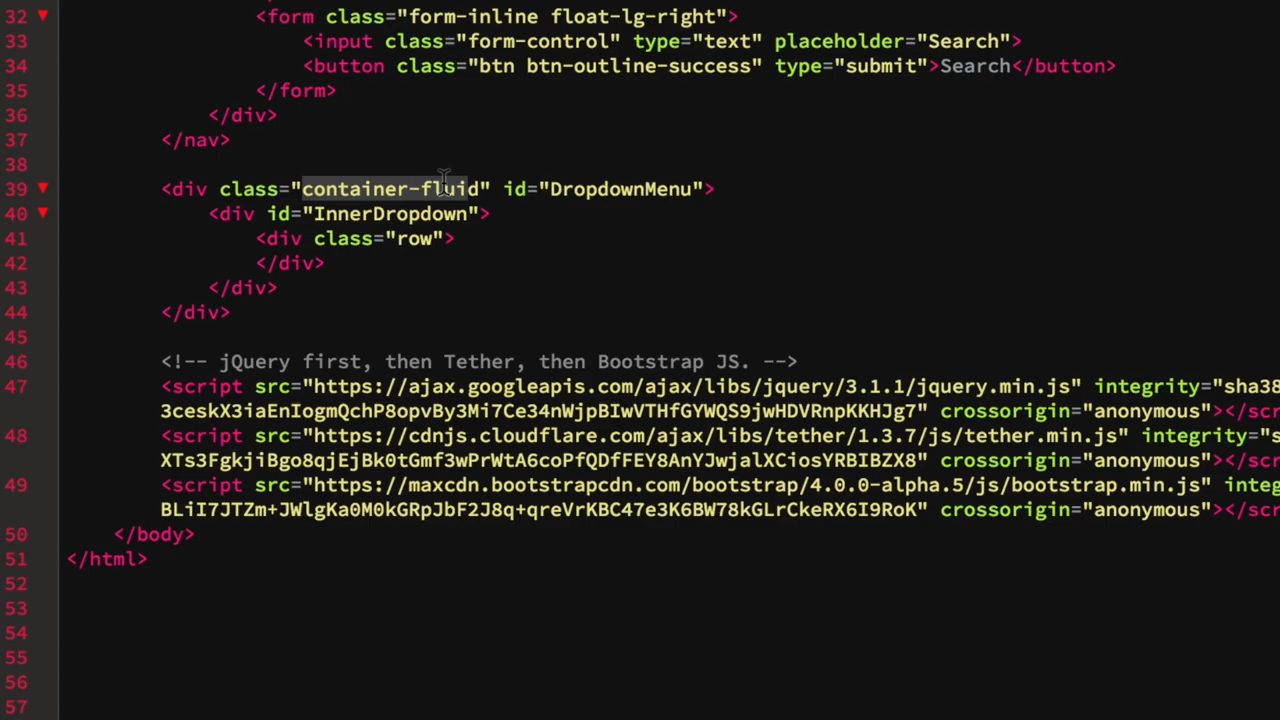 32 <form class="form-inline float-lg-right">
33 <input class="form-control" type="text" placeholder="Search">
34 <button class="btn btn-outline-success" type="submit">Search</button>
35 </form>
36 </div>
37 </nav>
38
39 <div class="container-fluid" id="DropdownMenu">
40 <div id="InnerDropdown">
41 <div class="row">
42 </div>
43 </div>
44 </div>
45
46 <!-- jQuery first, then Tether, then Bootstrap JS. -->
47 <script src="https://ajax.googleapis.com/ajax/libs/jquery/3.1.1/jquery.min.js" integrity="sha38
3ceskX3iaEnIogmQchP8opvBy3Mi7Ce34nWjpBIwVTHfGYWQS9jwHDVRnpKKHJg7" crossorigin="anonymous"></scr
48 <script src="https://cdnjs.cloudflare.com/ajax/libs/tether/1.3.7/js/tether.min.js" integrity="s
XTs3FgkjiBgo8qjEjBk0tGmf3wPrWtA6coPfQDfFEY8AnYJwjalXCiosYRBIBZX8" crossorigin="anonymous"></scr
49 <script src="https://maxcdn.bootstrapcdn.com/bootstrap/4.0.0-alpha.5/js/bootstrap.min.js" integ
BLiI7JTZm+JWlgKa0M0kGRpJbF2J8q+qreVrKBC47e3K6BW78kGLrCkeRX6I9RoK" crossorigin="anonymous"></scr
50 </body>
51 </html>
52
53
54
55
56
57